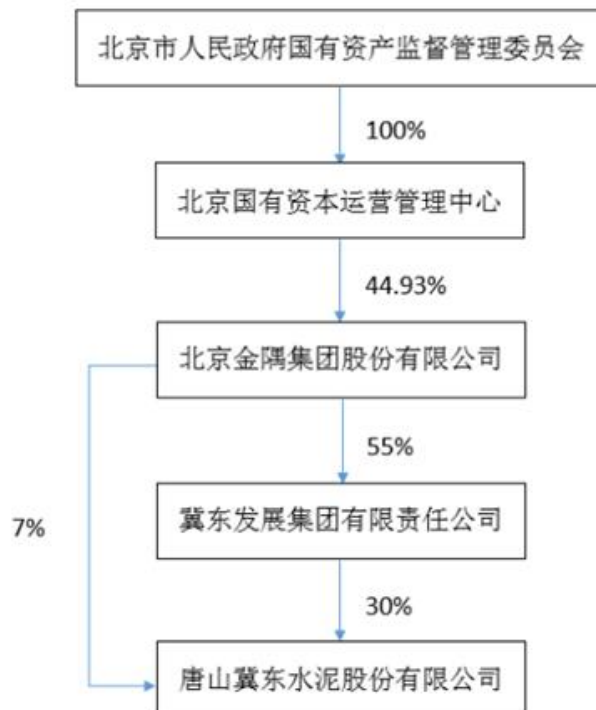 北京市人民政府国有资产监督管理委员会
100%
北京国有资本运营管理中心
44.93%
北京金隅集团股份有限公司
55%
冀东发展集团有限责任公司
7%
30%
唐山冀东水泥股份有限公司